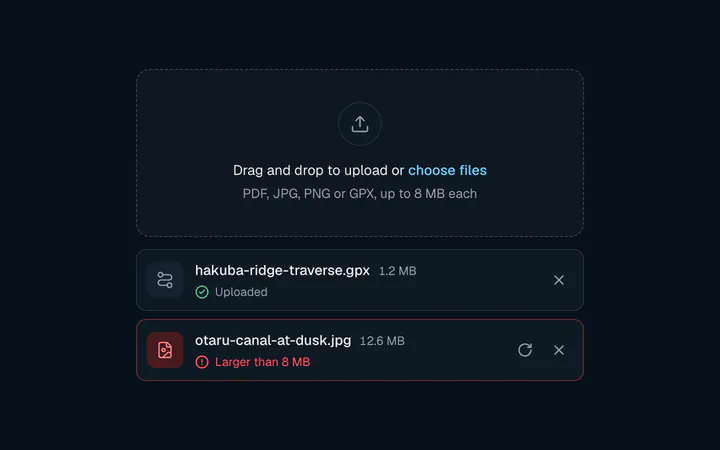 Drag and drop to upload or choose files
PDF, JPG, PNG or GPX, up to 8 MB each
hakuba-ridge-traverse.gpx 1.2 MB
Uploaded
otaru-canal-at-dusk.jpg 12.6 MB
Larger than 8 MB